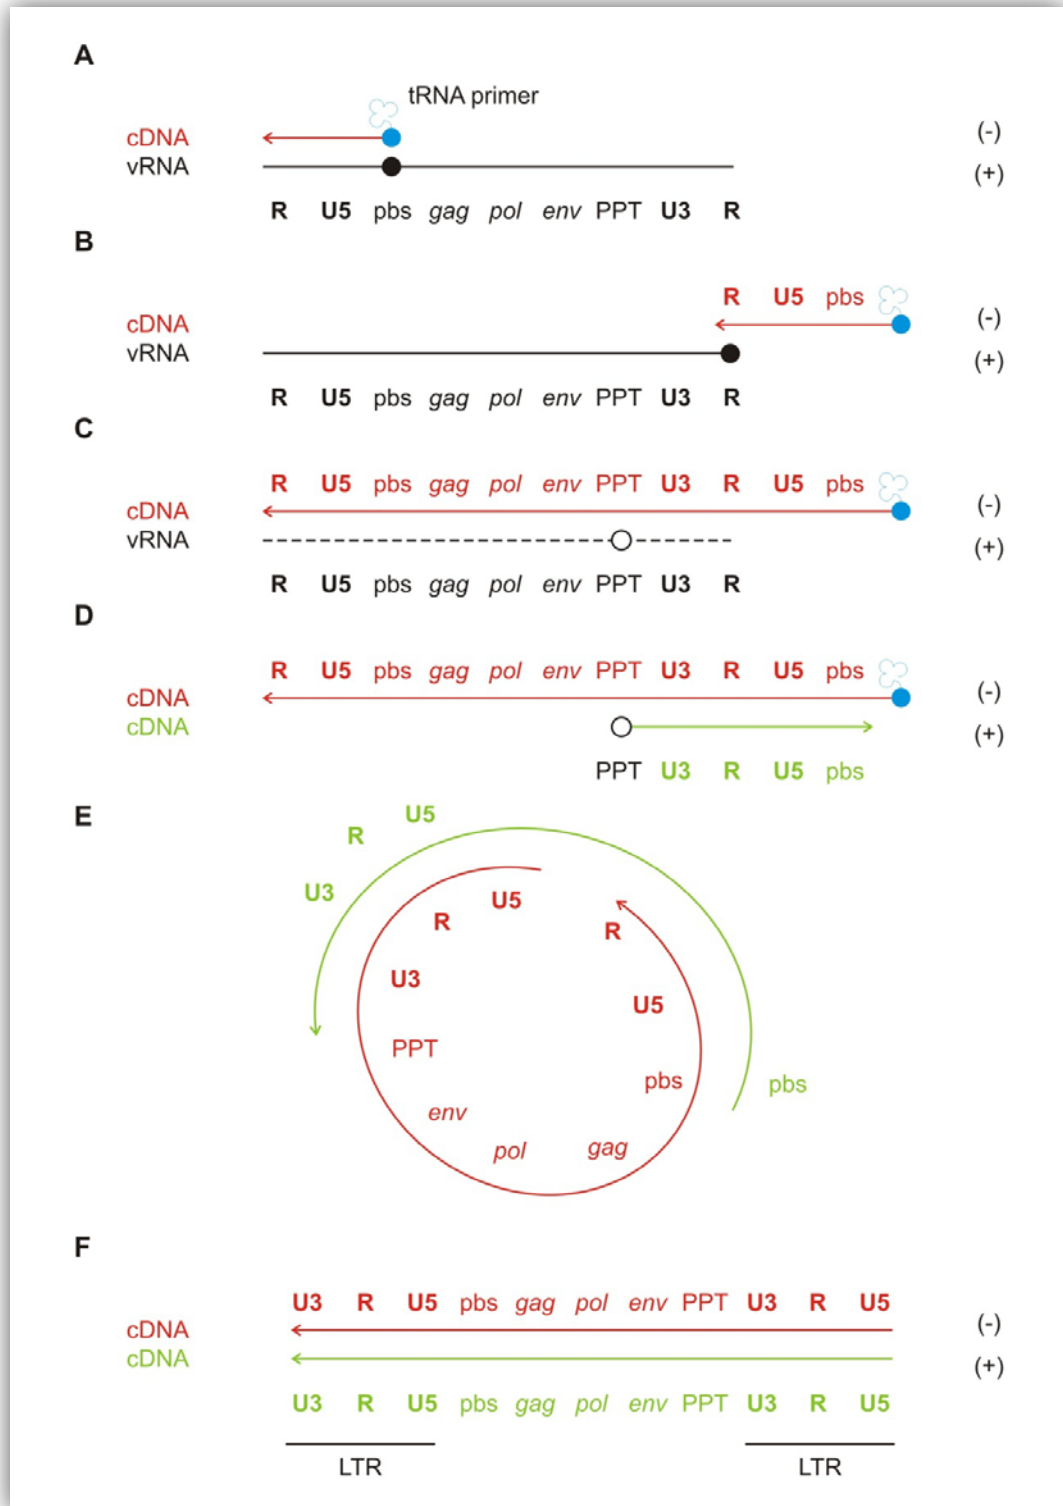 A
tRNA primer
cDNA (-)
vRNA (+)
R U5 pbs gag pol env PPT U3 R
B
R U5 pbs
cDNA (-)
vRNA (+)
R U5 pbs gag pol env PPT U3 R
C
R U5 pbs gag pol env PPT U3 R U5 pbs
cDNA (-)
vRNA (+)
R U5 pbs gag pol env PPT U3 R
D
R U5 pbs gag pol env PPT U3 R U5 pbs
cDNA (-)
cDNA (+)
PPT U3 R U5 pbs
E
U5
R
U3
U5
R
R
U3
U5
PPT
pbs
pbs
env
pol
gag
F
U3 R U5 pbs gag pol env PPT U3 R U5
cDNA (-)
cDNA (+)
U3 R U5 pbs gag pol env PPT U3 R U5
LTR LTR